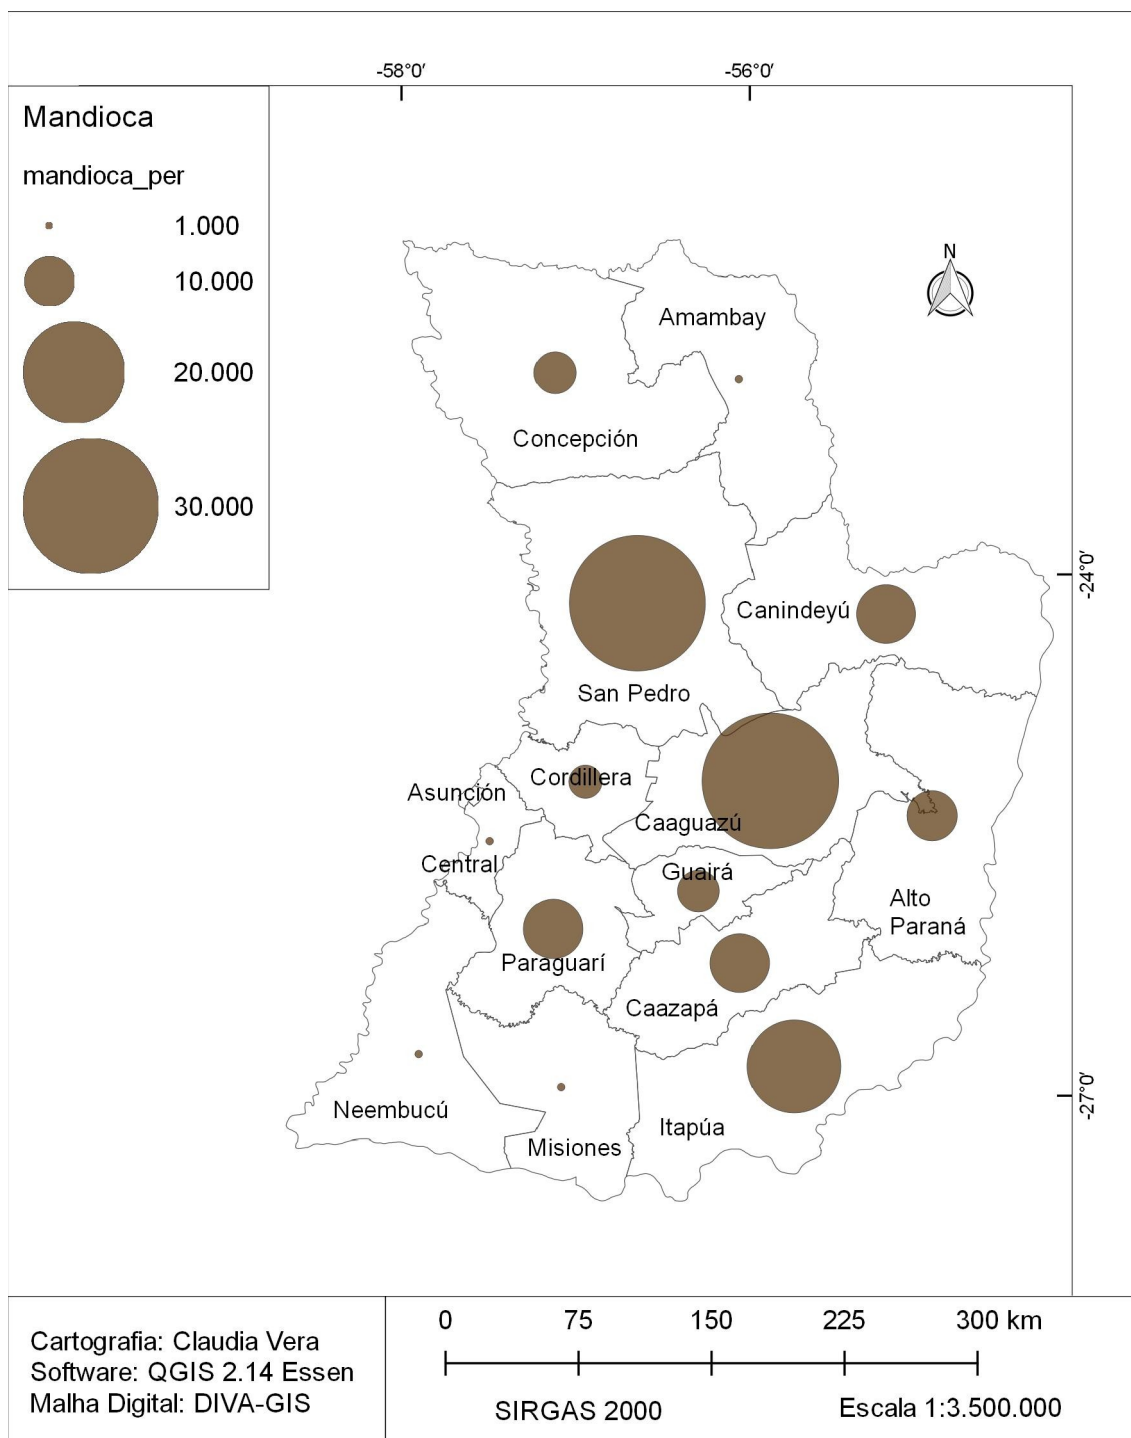 -58°0'
-56°0'
Mandioca
mandioca_per
1.000
10.000
20.000
30.000
N
Amambay
Concepción
-24°0'
Canindeyú
San Pedro
Cordillera
Asunción
Caaguazú
Central
Guairá
Alto
Paraná
Paraguarí
Caazapá
-27°0'
Neembucú
Itapúa
Misiones
0 75 150 225 300 km
Cartografia: Claudia Vera
Software: QGIS 2.14 Essen
Malha Digital: DIVA-GIS
SIRGAS 2000
Escala 1:3.500.000